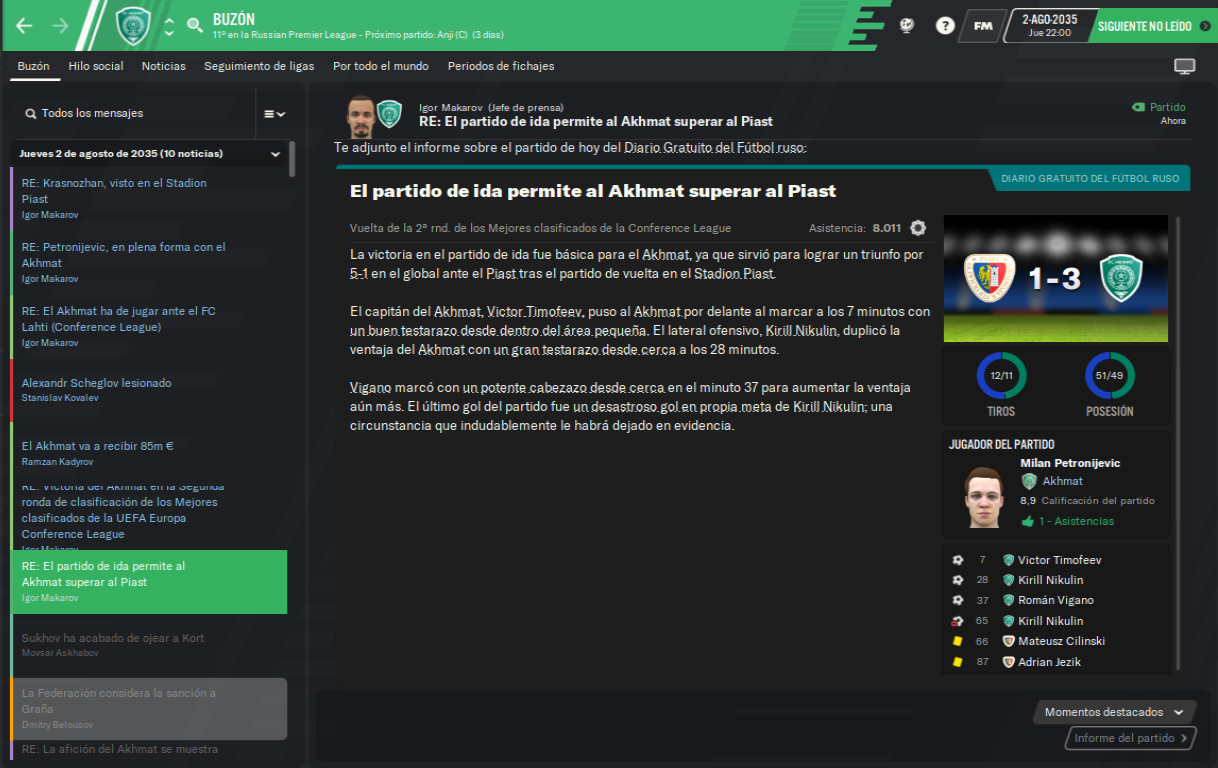 BUZÓN
11º en la Russian Premier League - Próximo partido: Anji (C) (3 días)
FM
2-AGO-2035
Jue 22:00
SIGUIENTE NO LEÍDO
Buzón Hilo social Noticias Seguimiento de ligas Por todo el mundo Periodos de fichajes
Todos los mensajes
Jueves 2 de agosto de 2035 (10 noticias)
RE: Krasnozhan, visto en el Stadion
Piast
Igor Makarov
RE: Petronijevic, en plena forma con el
Akhmat
Igor Makarov
RE: El Akhmat ha de jugar ante el FC
Lahti (Conference League)
Igor Makarov
Alexandr Scheglov lesionado
Stanislav Kovalev
El Akhmat va a recibir 85m €
Ramzan Kadyrov
RE: Victoria del Akhmat en la Segunda
ronda de clasificación de los Mejores
clasificados de la UEFA Europa
Conference League
Igor Makarov
RE: El partido de ida permite al
Akhmat superar al Piast
Igor Makarov
Sukhov ha acabado de ojear a Kort
Movsar Askhabov
La Federación considera la sanción a
Graña
Dmitry Belousov
RE: La afición del Akhmat se muestra
Igor Makarov (Jefe de prensa)
RE: El partido de ida permite al Akhmat superar al Piast
Partido
Ahora
Te adjunto el informe sobre el partido de hoy del Diario Gratuito del Fútbol ruso:
DIARIO GRATUITO DEL FÚTBOL RUSO
El partido de ida permite al Akhmat superar al Piast
Vuelta de la 2ª rnd. de los Mejores clasificados de la Conference League
Asistencia: 8.011
La victoria en el partido de ida fue básica para el Akhmat, ya que sirvió para lograr un triunfo por
5-1 en el global ante el Piast tras el partido de vuelta en el Stadion Piast.
El capitán del Akhmat, Victor Timofeev, puso al Akhmat por delante al marcar a los 7 minutos con
un buen testarazo desde dentro del área pequeña. El lateral ofensivo, Kirill Nikulin, duplicó la
ventaja del Akhmat con un gran testarazo desde cerca a los 28 minutos.
Vigano marcó con un potente cabezazo desde cerca en el minuto 37 para aumentar la ventaja
aún más. El último gol del partido fue un desastroso gol en propia meta de Kirill Nikulin; una
circunstancia que indudablemente le habrá dejado en evidencia.
1-3
12/11
TIROS
51/49
POSESIÓN
JUGADOR DEL PARTIDO
Milan Petronijevic
Akhmat
8,9 Calificación del partido
1 - Asistencias
7 Victor Timofeev
28 Kirill Nikulin
37 Román Vigano
65 Kirill Nikulin
66 Mateusz Cilinski
87 Adrian Jezik
Momentos destacados
Informe del partido